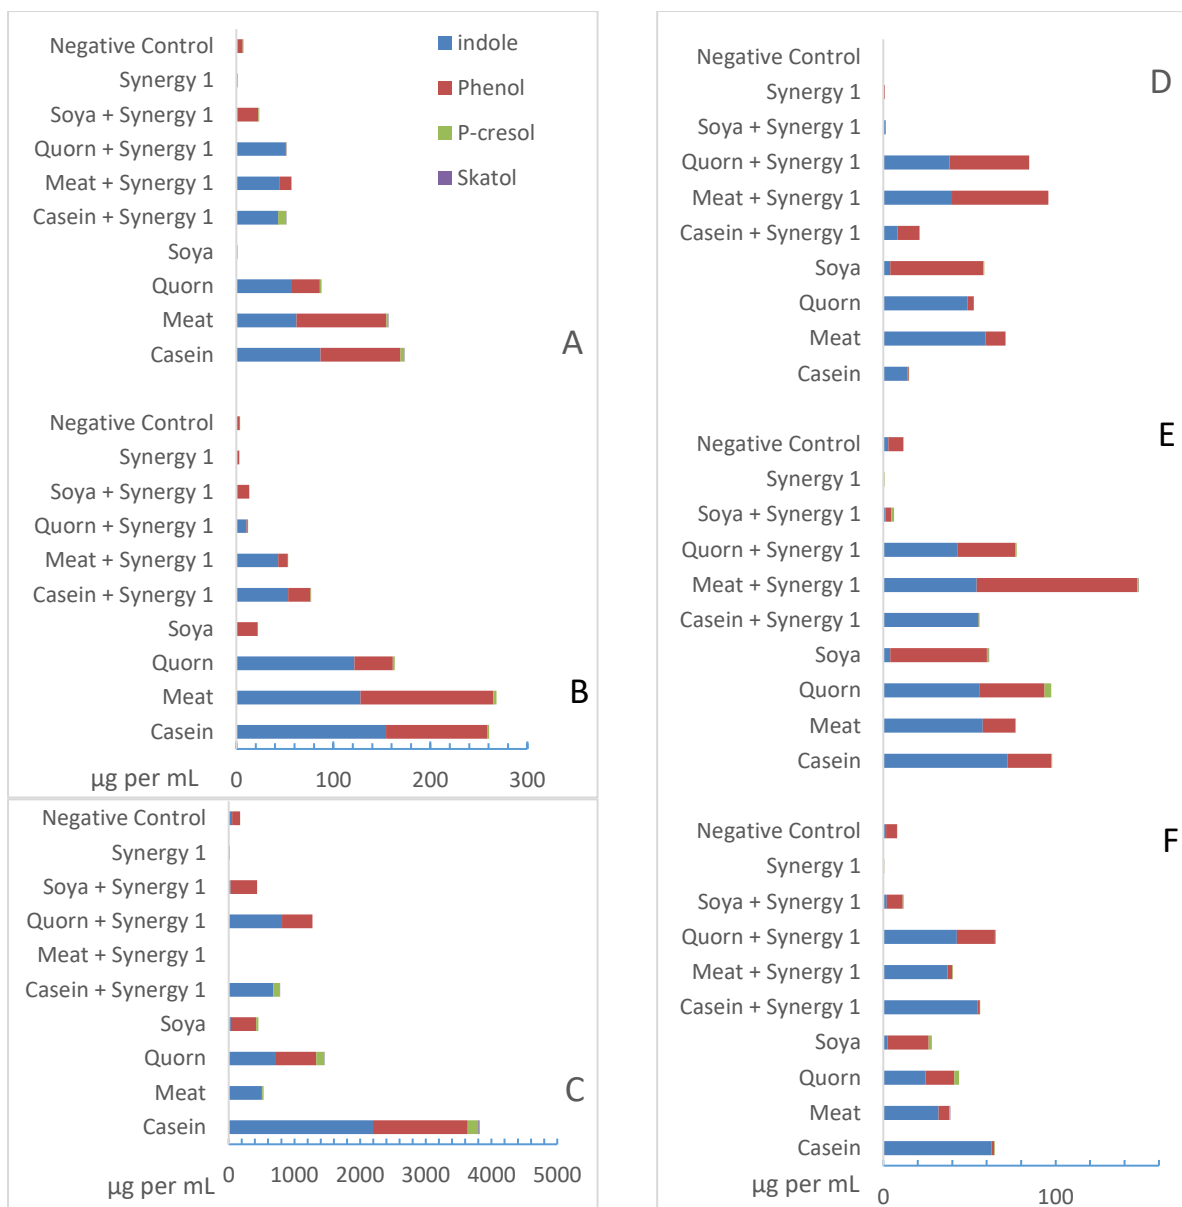 Negative Control
Synergy 1
Soya + Synergy 1
Quorn + Synergy 1
Meat + Synergy 1
Casein + Synergy 1
Soya
Quorn
Meat
Casein
indole
Phenol
P-cresol
Skatol
A
Negative Control
Synergy 1
Soya + Synergy 1
Quorn + Synergy 1
Meat + Synergy 1
Casein + Synergy 1
Soya
Quorn
Meat
Casein
B
µg per mL 0 100 200 300
Negative Control
Synergy 1
Soya + Synergy 1
Quorn + Synergy 1
Meat + Synergy 1
Casein + Synergy 1
Soya
Quorn
Meat
Casein
C
µg per mL 0 1000 2000 3000 4000 5000
Negative Control
Synergy 1
Soya + Synergy 1
Quorn + Synergy 1
Meat + Synergy 1
Casein + Synergy 1
Soya
Quorn
Meat
Casein
D
Negative Control
Synergy 1
Soya + Synergy 1
Quorn + Synergy 1
Meat + Synergy 1
Casein + Synergy 1
Soya
Quorn
Meat
Casein
E
Negative Control
Synergy 1
Soya + Synergy 1
Quorn + Synergy 1
Meat + Synergy 1
Casein + Synergy 1
Soya
Quorn
Meat
Casein
F
µg per mL 0 100